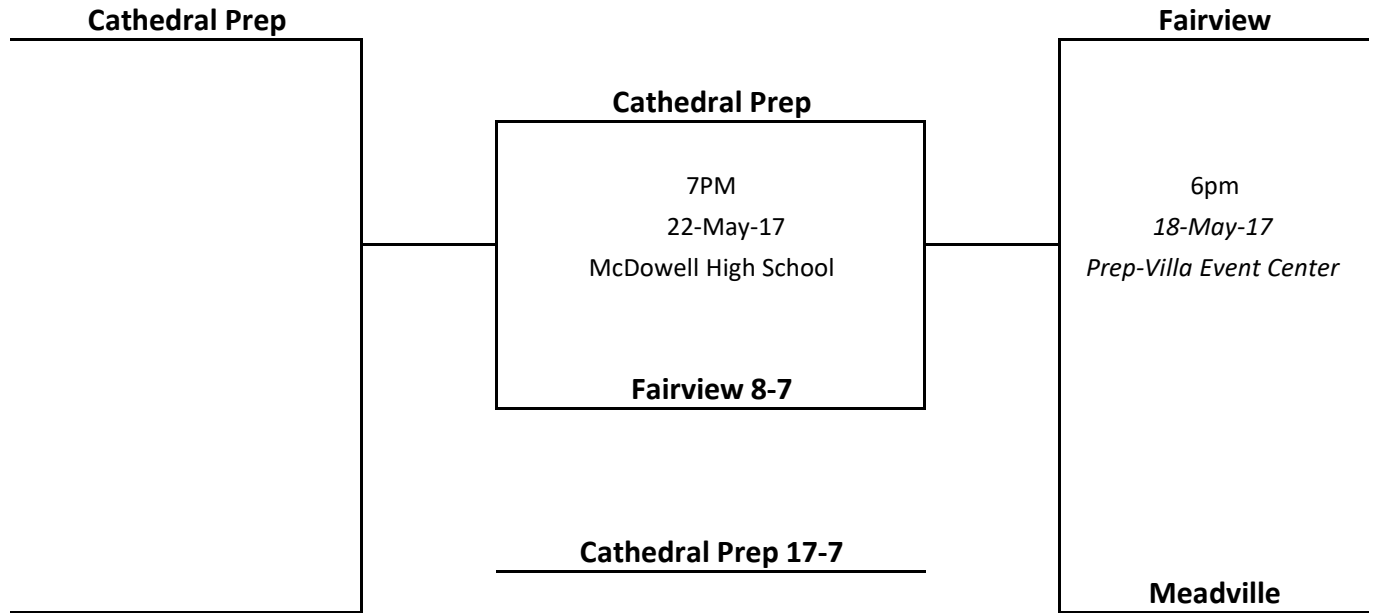 Cathedral Prep
Fairview
Cathedral Prep
7PM
22-May-17
McDowell High School
6pm
18-May-17
Prep-Villa Event Center
Fairview 8-7
Cathedral Prep 17-7
Meadville